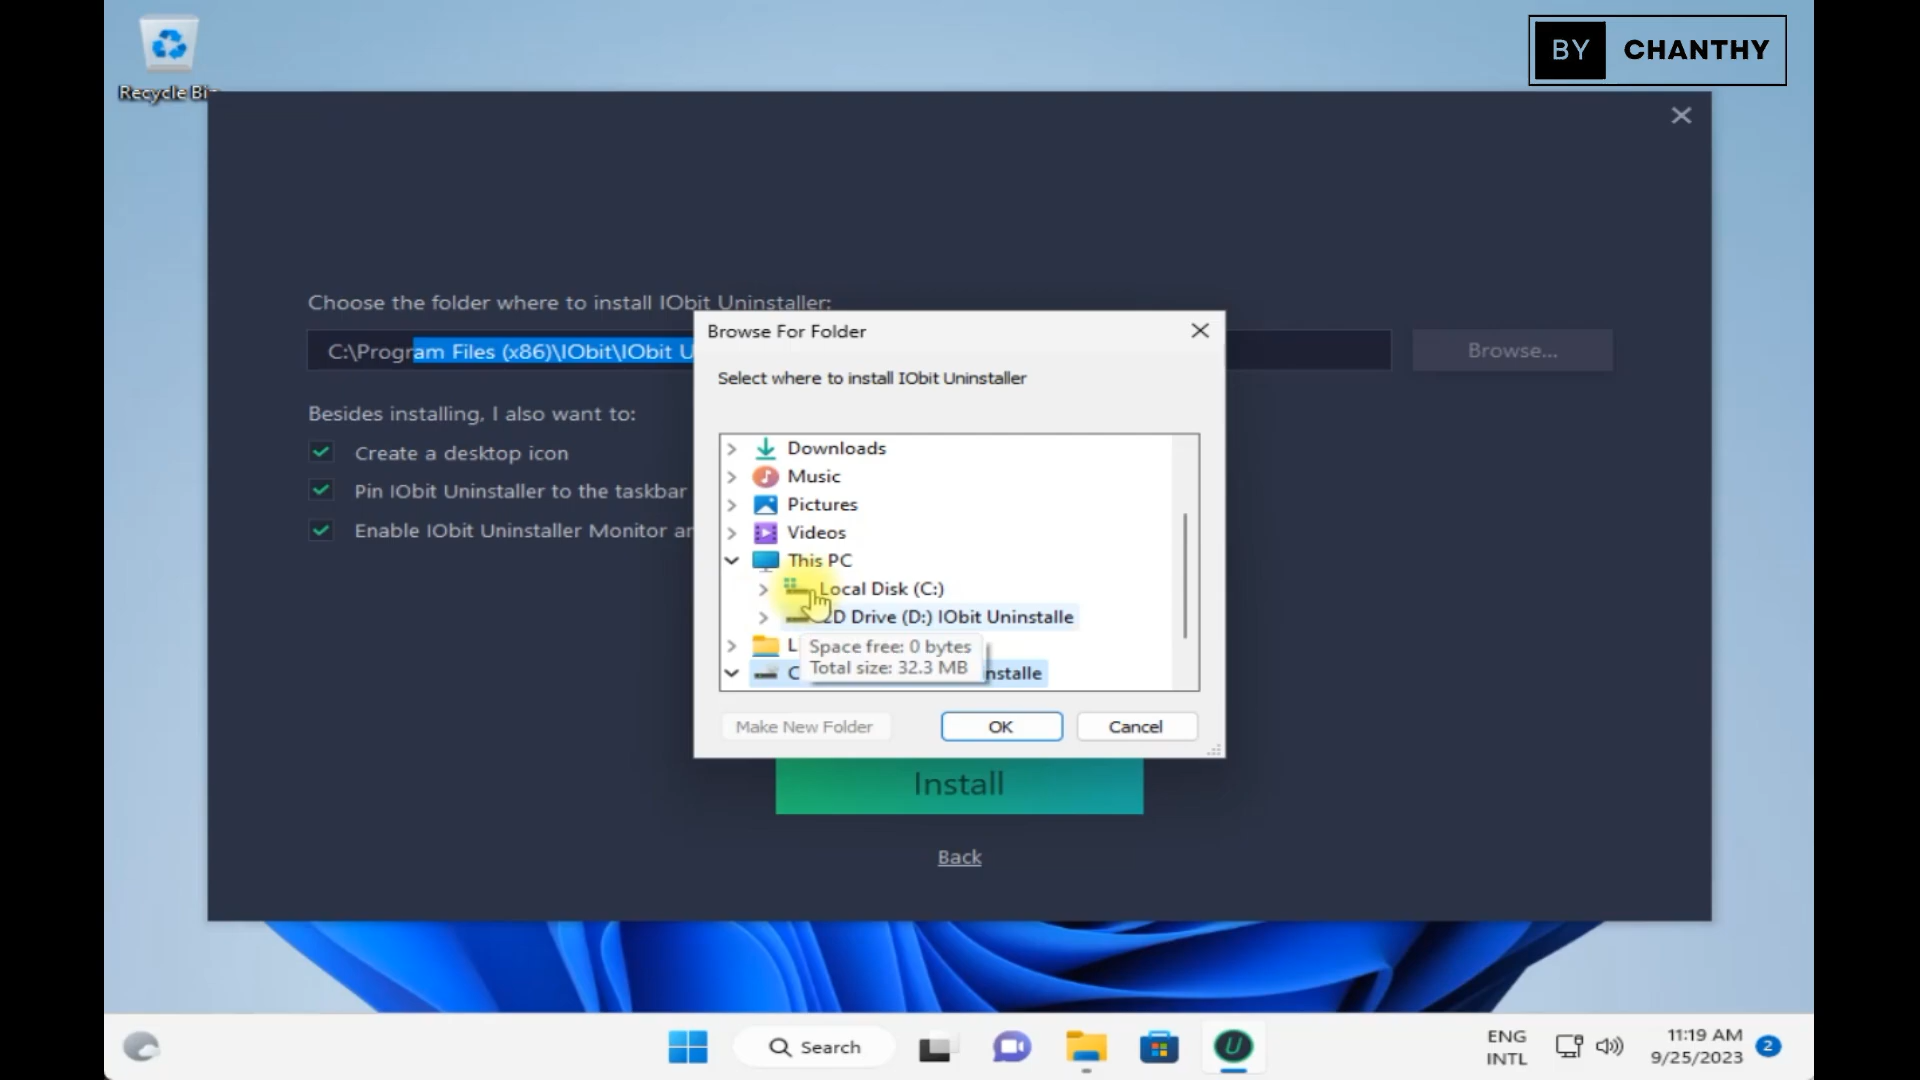 BY CHANTHY
Recycle Bin
Choose the folder where to install IObit Uninstaller:
C:\Program Files (x86)\IObit\IObit U
Browse...
Besides installing, I also want to:
Create a desktop icon
Pin IObit Uninstaller to the taskbar
Enable IObit Uninstaller Monitor
Browse For Folder
Select where to install IObit Uninstaller
Downloads
Music
Pictures
Videos
This PC
Local Disk (C:)
Drive (D:) IObit Uninstalle
Space free: 0 bytes
Total size: 32.3 MB
nstalle
Make New Folder
OK
Cancel
Install
Back
Search
ENG
INTL
11:19 AM
9/25/2023
2